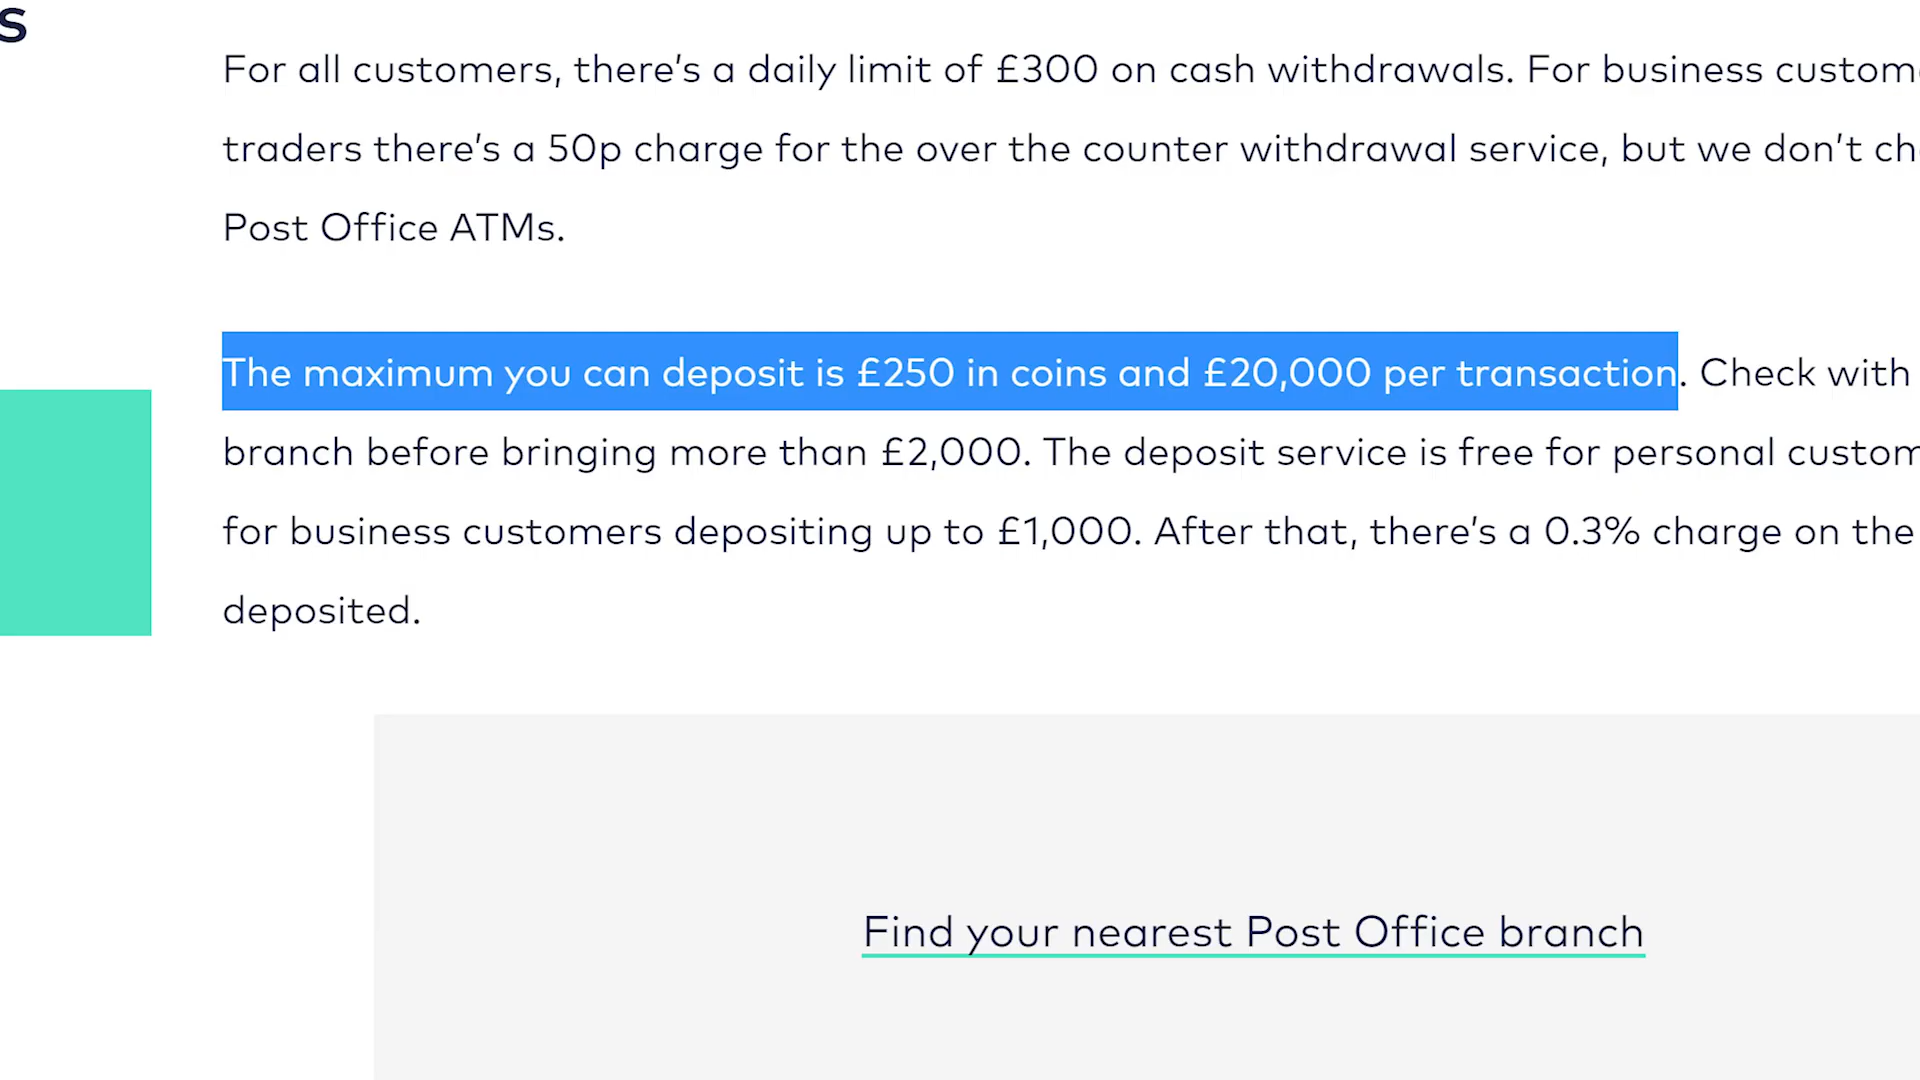 s
For all customers, there's a daily limit of £300 on cash withdrawals. For business
traders there's a 50p charge for the over the counter withdrawal service, but we don't
Post Office ATMs.
The maximum you can deposit is £250 in coins and £20,000 per transaction. Check with
branch before bringing more than £2,000. The deposit service is free for personal
for business customers depositing up to £1,000. After that, there's a 0.3% charge on the
deposited.
Find your nearest Post Office branch